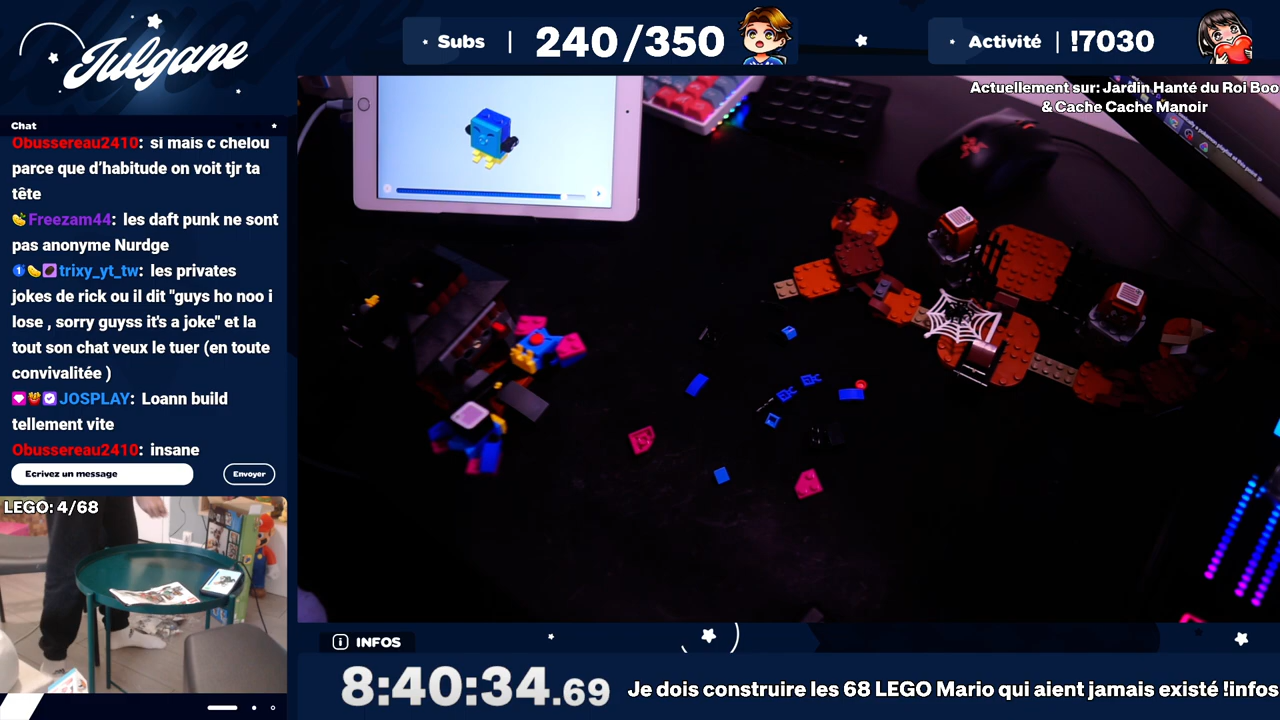 Julgane
Subs | 240/350
Activité | !7030
Actuellement sur: Jardin Hanté du Roi Boo
& Cache Cache Manoir
Chat
Obussereau2410: si mais c chelou
parce que d’habitude on voit tjr ta
tête
Freezam44: les daft punk ne sont
pas anonyme Nurdge
trixy_yt_tw: les privates
jokes de rick ou il dit "guys ho noo i
lose , sorry guyss it's a joke" et la
tout son chat veux le tuer (en toute
convivalitée )
JOSPLAY: Loann build
tellement vite
Obussereau2410: insane
Ecrivez un message
Envoyer
LEGO: 4/68
INFOS
8:40:34.69
Je dois construire les 68 LEGO Mario qui aient jamais existé !infos